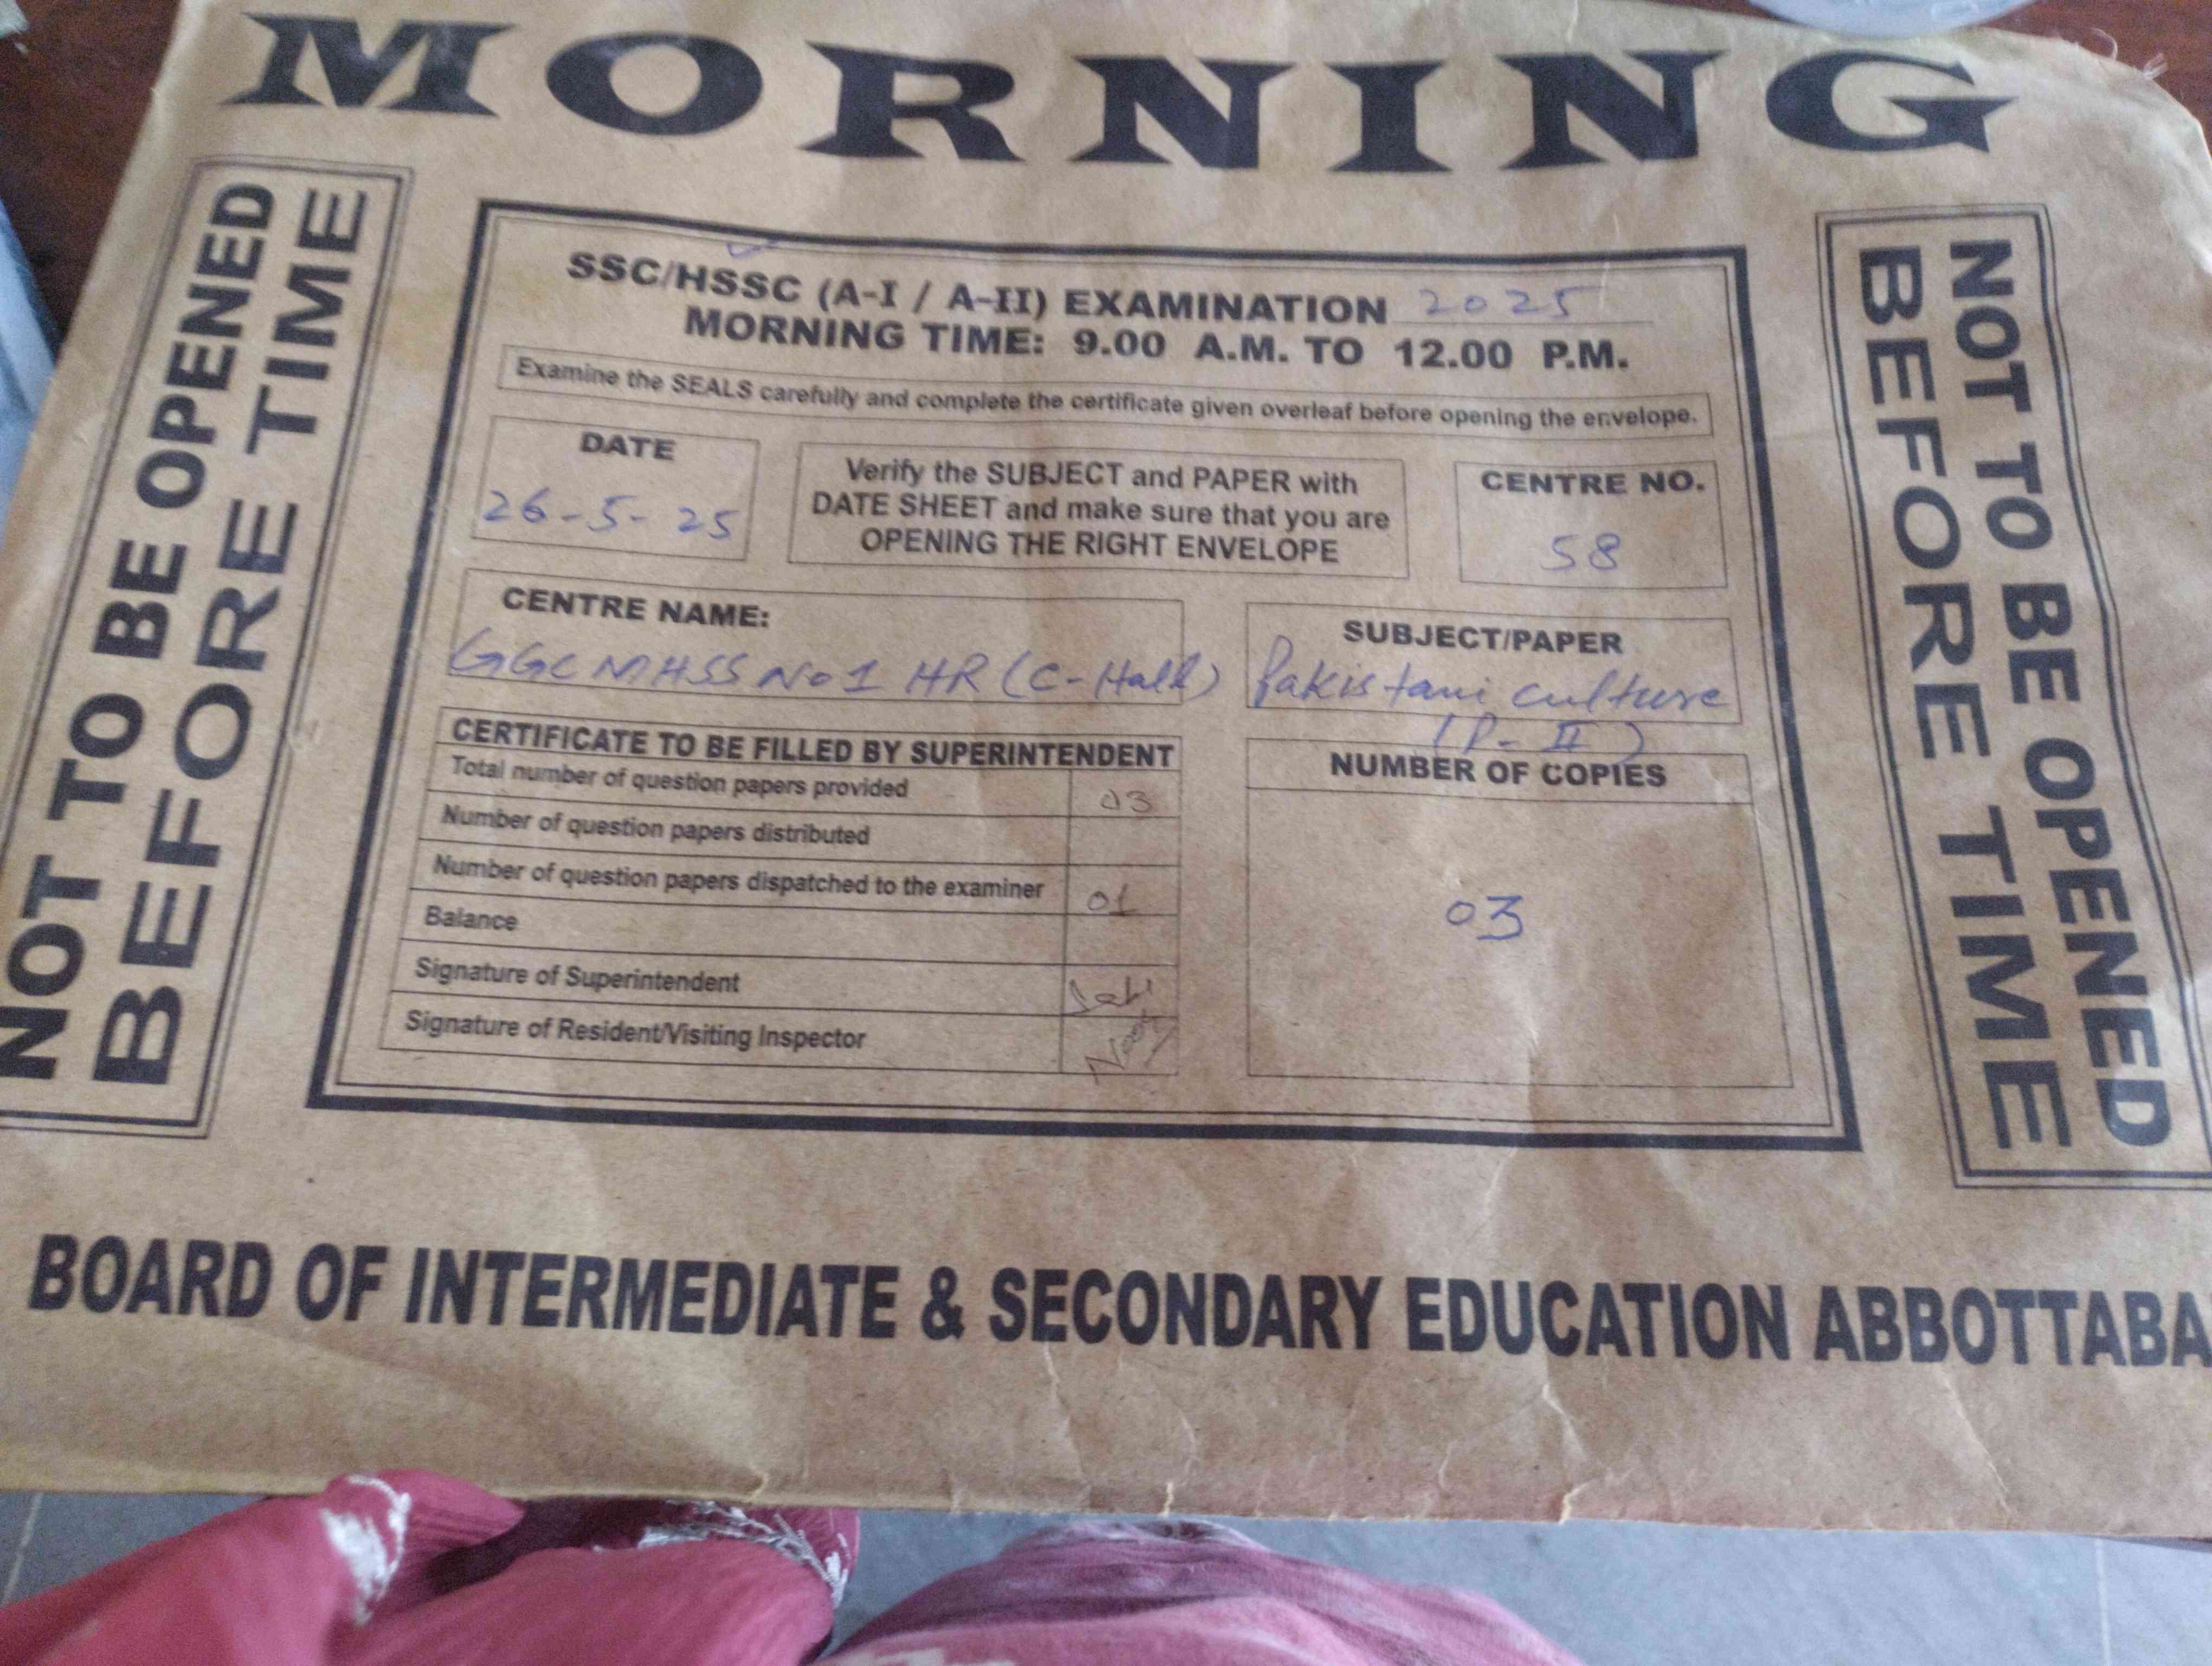 MORNING
NOT TO BE OPENED
BEFORE TIME
SSC/HSSC (A-I / A-II) EXAMINATION 2025
MORNING TIME: 9.00 A.M. TO 12.00 P.M.
Examine the SEALS carefully and complete the certificate given overleaf before opening the envelope.
DATE
26-5-25
Verify the SUBJECT and PAPER with
DATE SHEET and make sure that you are
OPENING THE RIGHT ENVELOPE
CENTRE NO.
58
CENTRE NAME:
GGCMHSS No 1 HR (C-Hall)
SUBJECT/PAPER
Pakistani culture
(P-II)
CERTIFICATE TO BE FILLED BY SUPERINTENDENT
Total number of question papers provided 03
Number of question papers distributed
Number of question papers dispatched to the examiner 01
Balance
Signature of Superintendent
Signature of Resident/Visiting Inspector
NUMBER OF COPIES
03
NOT TO BE OPENED
BEFORE TIME
BOARD OF INTERMEDIATE & SECONDARY EDUCATION ABBOTTABA